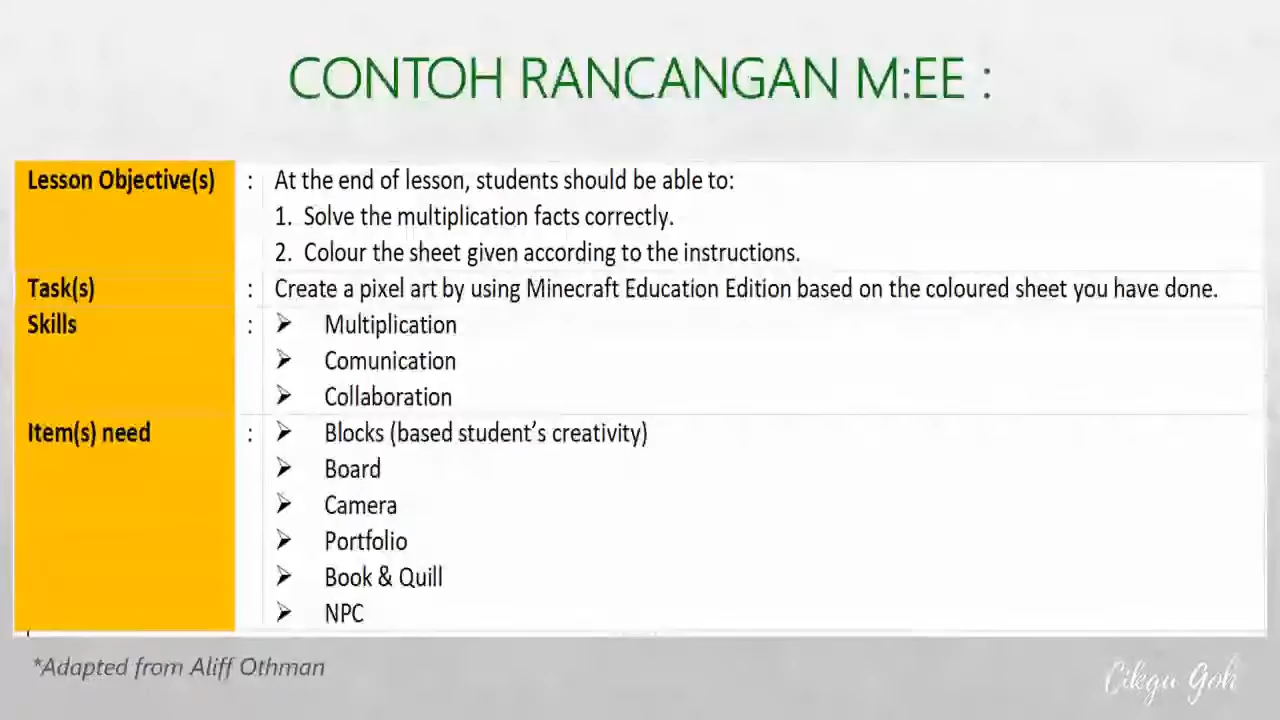 CONTOH RANCANGAN M:EE :
Lesson Objective(s) : At the end of lesson, students should be able to:
1. Solve the multiplication facts correctly.
2. Colour the sheet given according to the instructions.
Task(s) : Create a pixel art by using Minecraft Education Edition based on the coloured sheet you have done.
Skills : ➢ Multiplication
➢ Comunication
➢ Collaboration
Item(s) need : ➢ Blocks (based student's creativity)
➢ Board
➢ Camera
➢ Portfolio
➢ Book & Quill
➢ NPC
*Adapted from Aliff Othman
Cikgu Goh